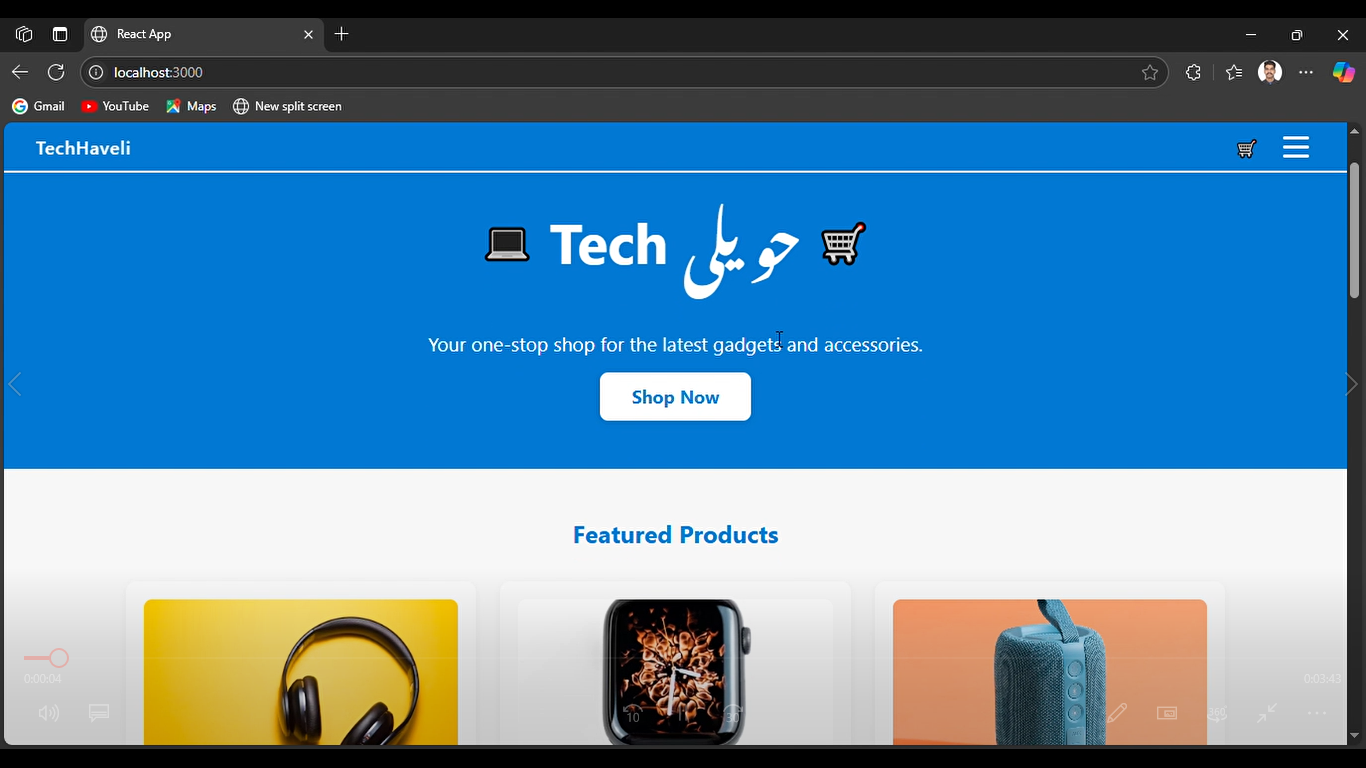 React App
localhost:3000
Gmail YouTube Maps New split screen
TechHaveli
Tech حویلی
Your one-stop shop for the latest gadgets and accessories.
Shop Now
Featured Products
0:00:04 0:03:43
10 30 360